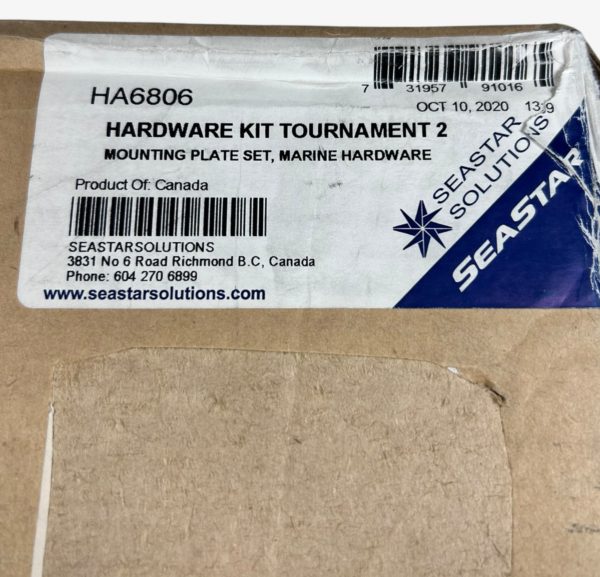 7 31957 91016
HA6806
OCT 10, 2020 13:9
HARDWARE KIT TOURNAMENT 2
MOUNTING PLATE SET, MARINE HARDWARE
Product Of: Canada
SEASTARSOLUTIONS
3831 No 6 Road Richmond B.C, Canada
Phone: 604 270 6899
www.seastarsolutions.com
SEASTAR
SOLUTIONS
SEASTAR